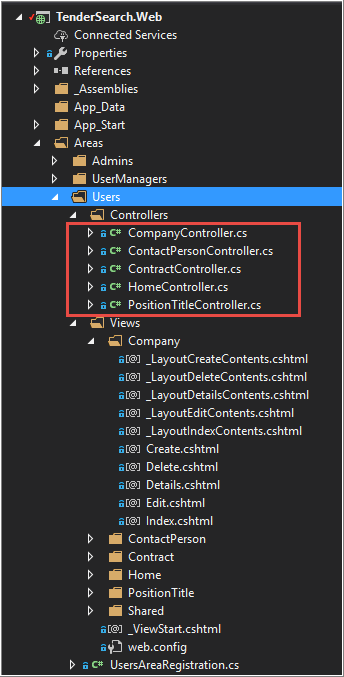 TenderSearch.Web
Connected Services
Properties
References
_Assemblies
App_Data
App_Start
Areas
Admins
UserManagers
Users
Controllers
C# CompanyController.cs
C# ContactPersonController.cs
C# ContractController.cs
C# HomeController.cs
C# PositionTitleController.cs
Views
Company
[@] _LayoutCreateContents.cshtml
[@] _LayoutDeleteContents.cshtml
[@] _LayoutDetailsContents.cshtml
[@] _LayoutEditContents.cshtml
[@] _LayoutIndexContents.cshtml
[@] Create.cshtml
[@] Delete.cshtml
[@] Details.cshtml
[@] Edit.cshtml
[@] Index.cshtml
ContactPerson
Contract
Home
PositionTitle
Shared
[@] _ViewStart.cshtml
web.config
C# UsersAreaRegistration.cs